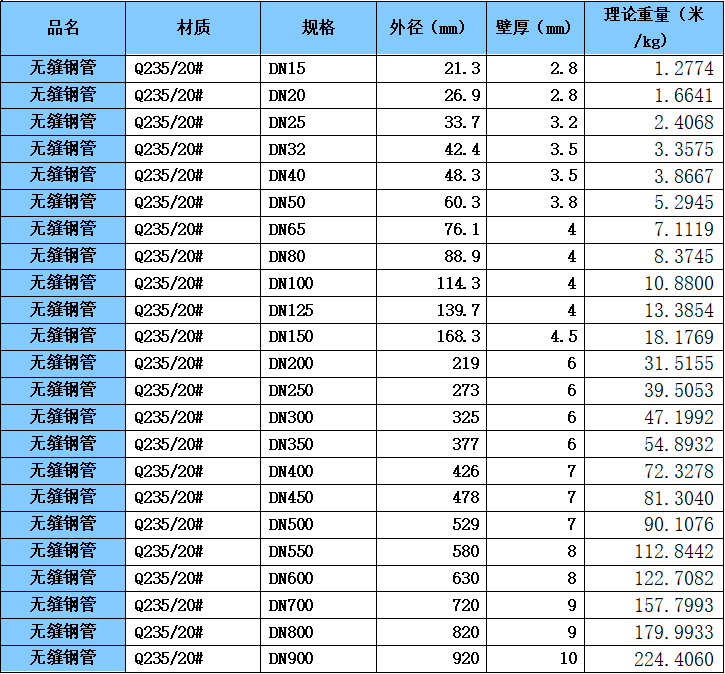 品名 材质 规格 外径（mm） 壁厚（mm） 理论重量（米
/kg）
无缝钢管 Q235/20# DN15 21.3 2.8 1.2774
无缝钢管 Q235/20# DN20 26.9 2.8 1.6641
无缝钢管 Q235/20# DN25 33.7 3.2 2.4068
无缝钢管 Q235/20# DN32 42.4 3.5 3.3575
无缝钢管 Q235/20# DN40 48.3 3.5 3.8667
无缝钢管 Q235/20# DN50 60.3 3.8 5.2945
无缝钢管 Q235/20# DN65 76.1 4 7.1119
无缝钢管 Q235/20# DN80 88.9 4 8.3745
无缝钢管 Q235/20# DN100 114.3 4 10.8800
无缝钢管 Q235/20# DN125 139.7 4 13.3854
无缝钢管 Q235/20# DN150 168.3 4.5 18.1769
无缝钢管 Q235/20# DN200 219 6 31.5155
无缝钢管 Q235/20# DN250 273 6 39.5053
无缝钢管 Q235/20# DN300 325 6 47.1992
无缝钢管 Q235/20# DN350 377 6 54.8932
无缝钢管 Q235/20# DN400 426 7 72.3278
无缝钢管 Q235/20# DN450 478 7 81.3040
无缝钢管 Q235/20# DN500 529 7 90.1076
无缝钢管 Q235/20# DN550 580 8 112.8442
无缝钢管 Q235/20# DN600 630 8 122.7082
无缝钢管 Q235/20# DN700 720 9 157.7993
无缝钢管 Q235/20# DN800 820 9 179.9933
无缝钢管 Q235/20# DN900 920 10 224.4060